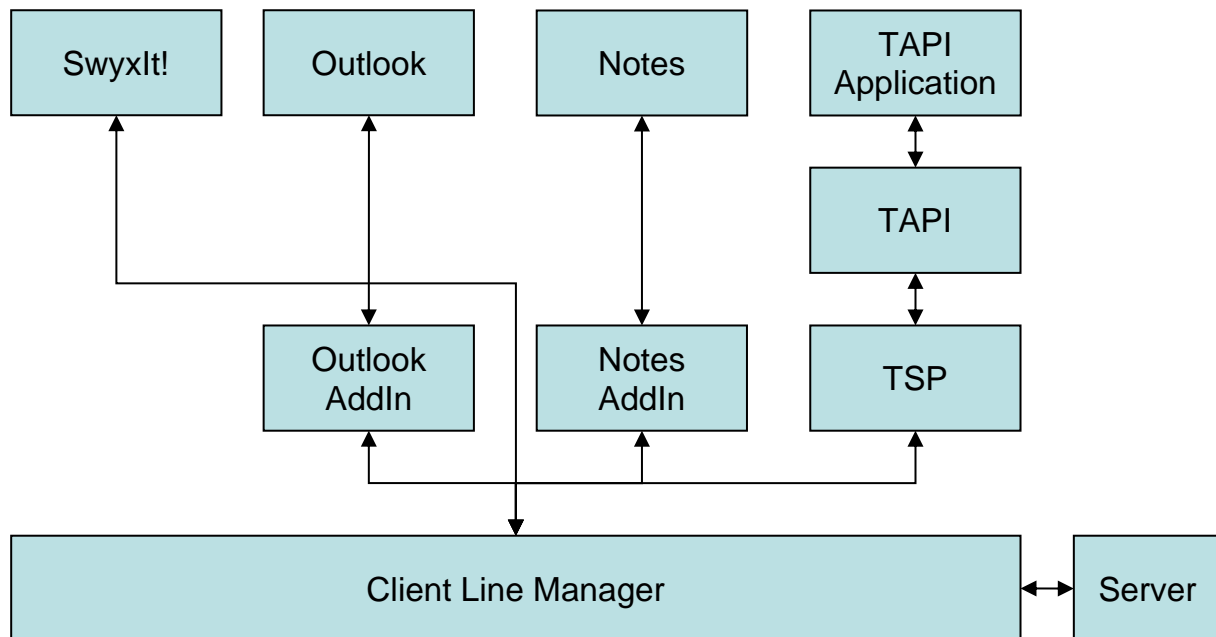 SwyxIt!
Outlook
Notes
TAPI
Application
TAPI
Outlook
AddIn
Notes
AddIn
TSP
Client Line Manager
Server